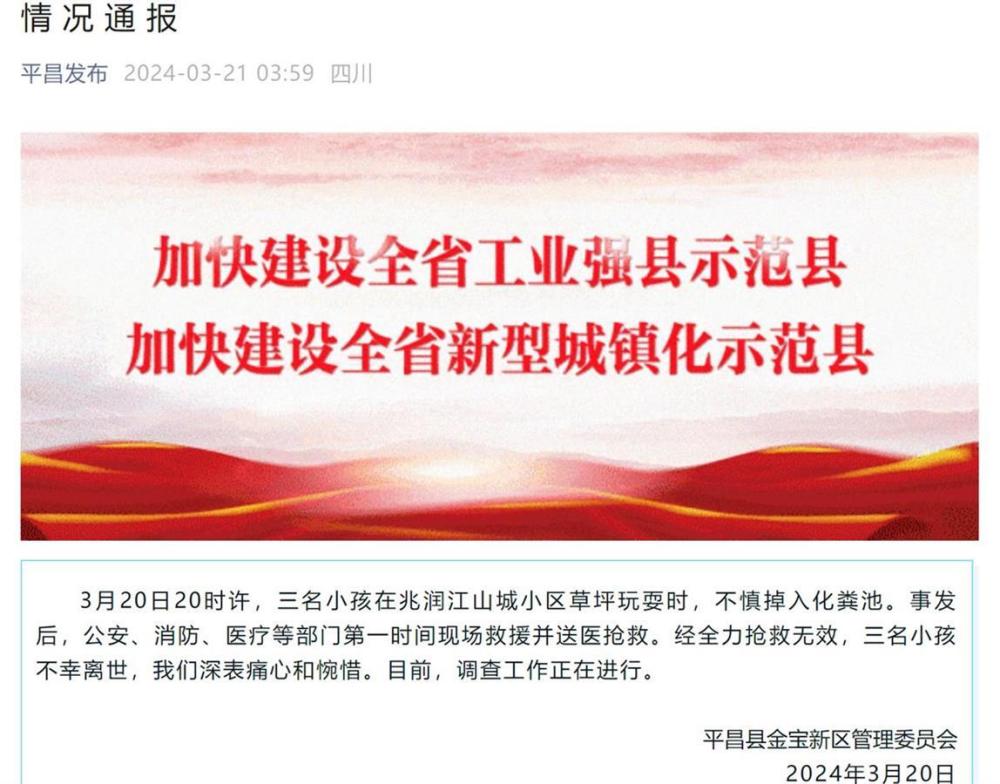 情况通报
平昌发布 2024-03-21 03:59 四川
加快建设全省工业强县示范县
加快建设全省新型城镇化示范县
3月20日20时许，三名小孩在兆润江山城小区草坪玩耍时，不慎掉入化粪池。事发
后，公安、消防、医疗等部门第一时间现场救援并送医抢救。经全力抢救无效，三名小孩
不幸离世，我们深表痛心和惋惜。目前，调查工作正在进行。
平昌县金宝新区管理委员会
2024年3月20日